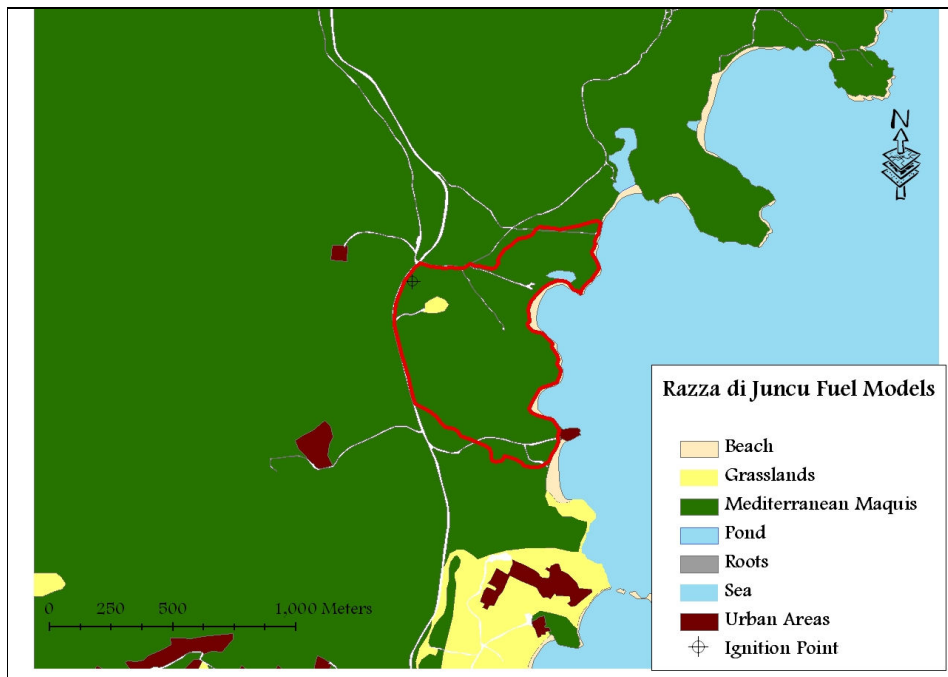 N
Razza di Juncu Fuel Models
Beach
Grasslands
Mediterranean Maquis
Pond
Roots
Sea
Urban Areas
Ignition Point
0 250 500 1.000 Meters